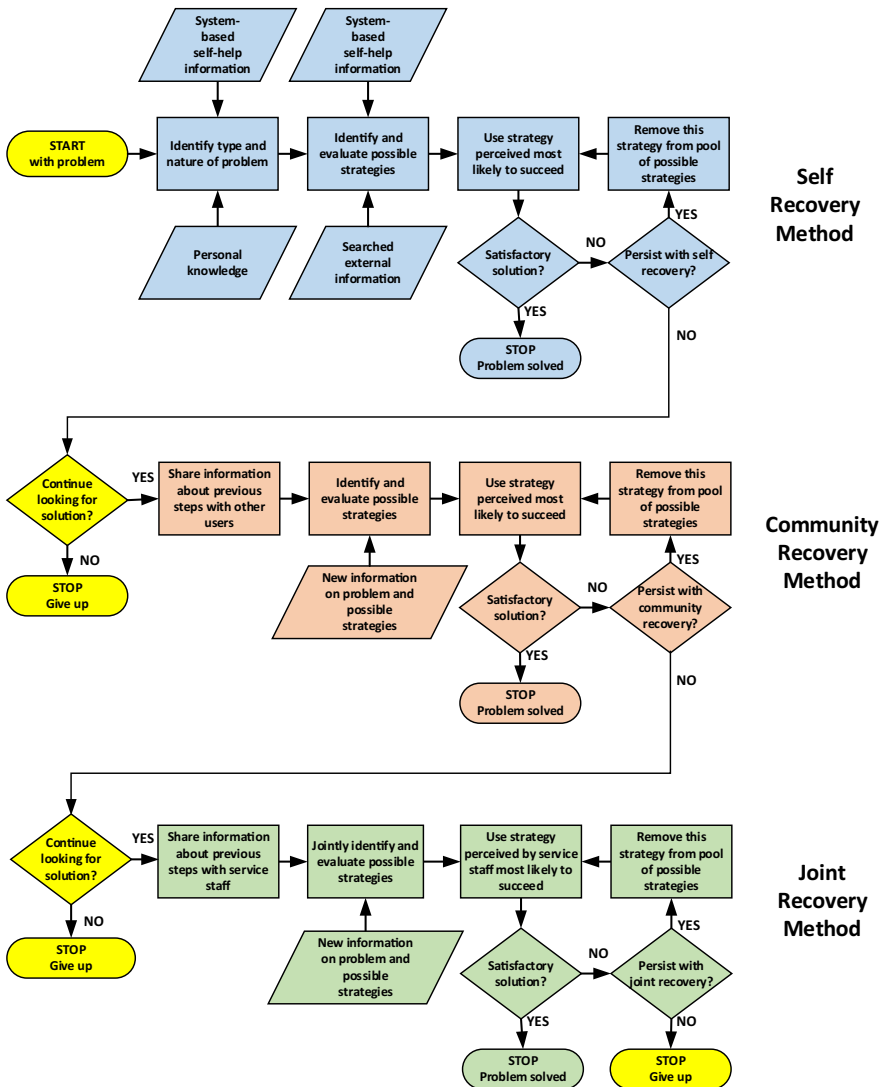 System-
based
self-help
information
System-
based
self-help
information
START
with problem
Identify type and
nature of problem
Identify and
evaluate possible
strategies
Use strategy
perceived most
likely to succeed
Remove this
strategy from pool
of possible
strategies
Self
Recovery
Method
YES
Personal
knowledge
Searched
external
information
Satisfactory
solution?
NO
Persist with self
recovery?
YES
NO
STOP
Problem solved
Continue
looking for
solution?
YES
Share information
about previous
steps with other
users
Identify and
evaluate possible
strategies
Use strategy
perceived most
likely to succeed
Remove this
strategy from pool
of possible
strategies
Community
Recovery
Method
NO
YES
STOP
Give up
New information
on problem and
possible
strategies
Satisfactory
solution?
NO
Persist with
community
recovery?
YES
NO
STOP
Problem solved
Continue
looking for
solution?
YES
Share information
about previous
steps with service
staff
Jointly identify and
evaluate possible
strategies
Use strategy
perceived by service
staff most likely to
succeed
Remove this
strategy from pool
of possible
strategies
Joint
Recovery
Method
NO
YES
STOP
Give up
New information
on problem and
possible
strategies
Satisfactory
solution?
NO
Persist with
joint recovery?
YES
NO
STOP
Problem solved
STOP
Give up